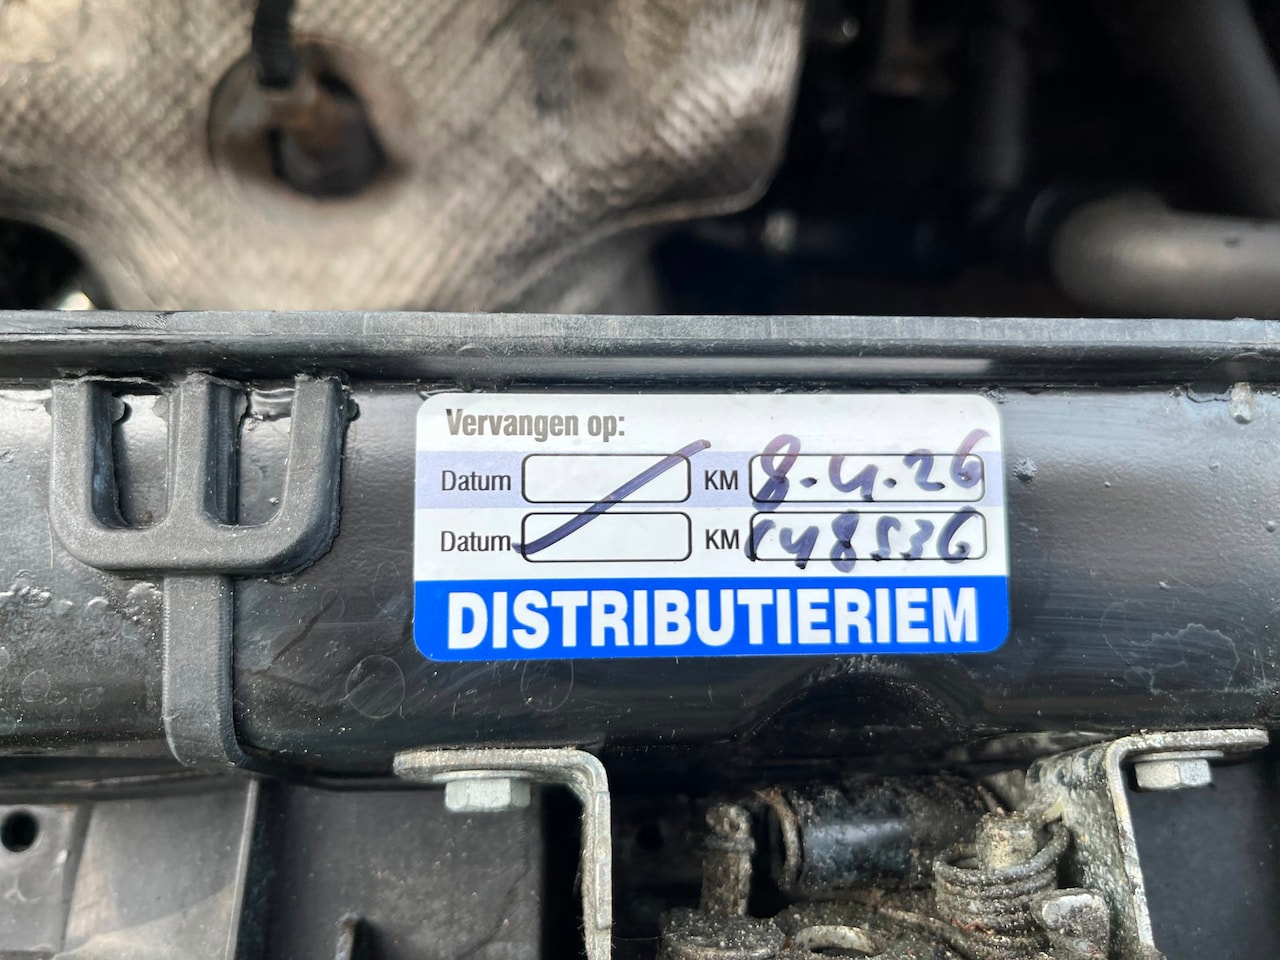 Vervangen op:
Datum KM 8.4.26
Datum KM 148536
DISTRIBUTIERIEM